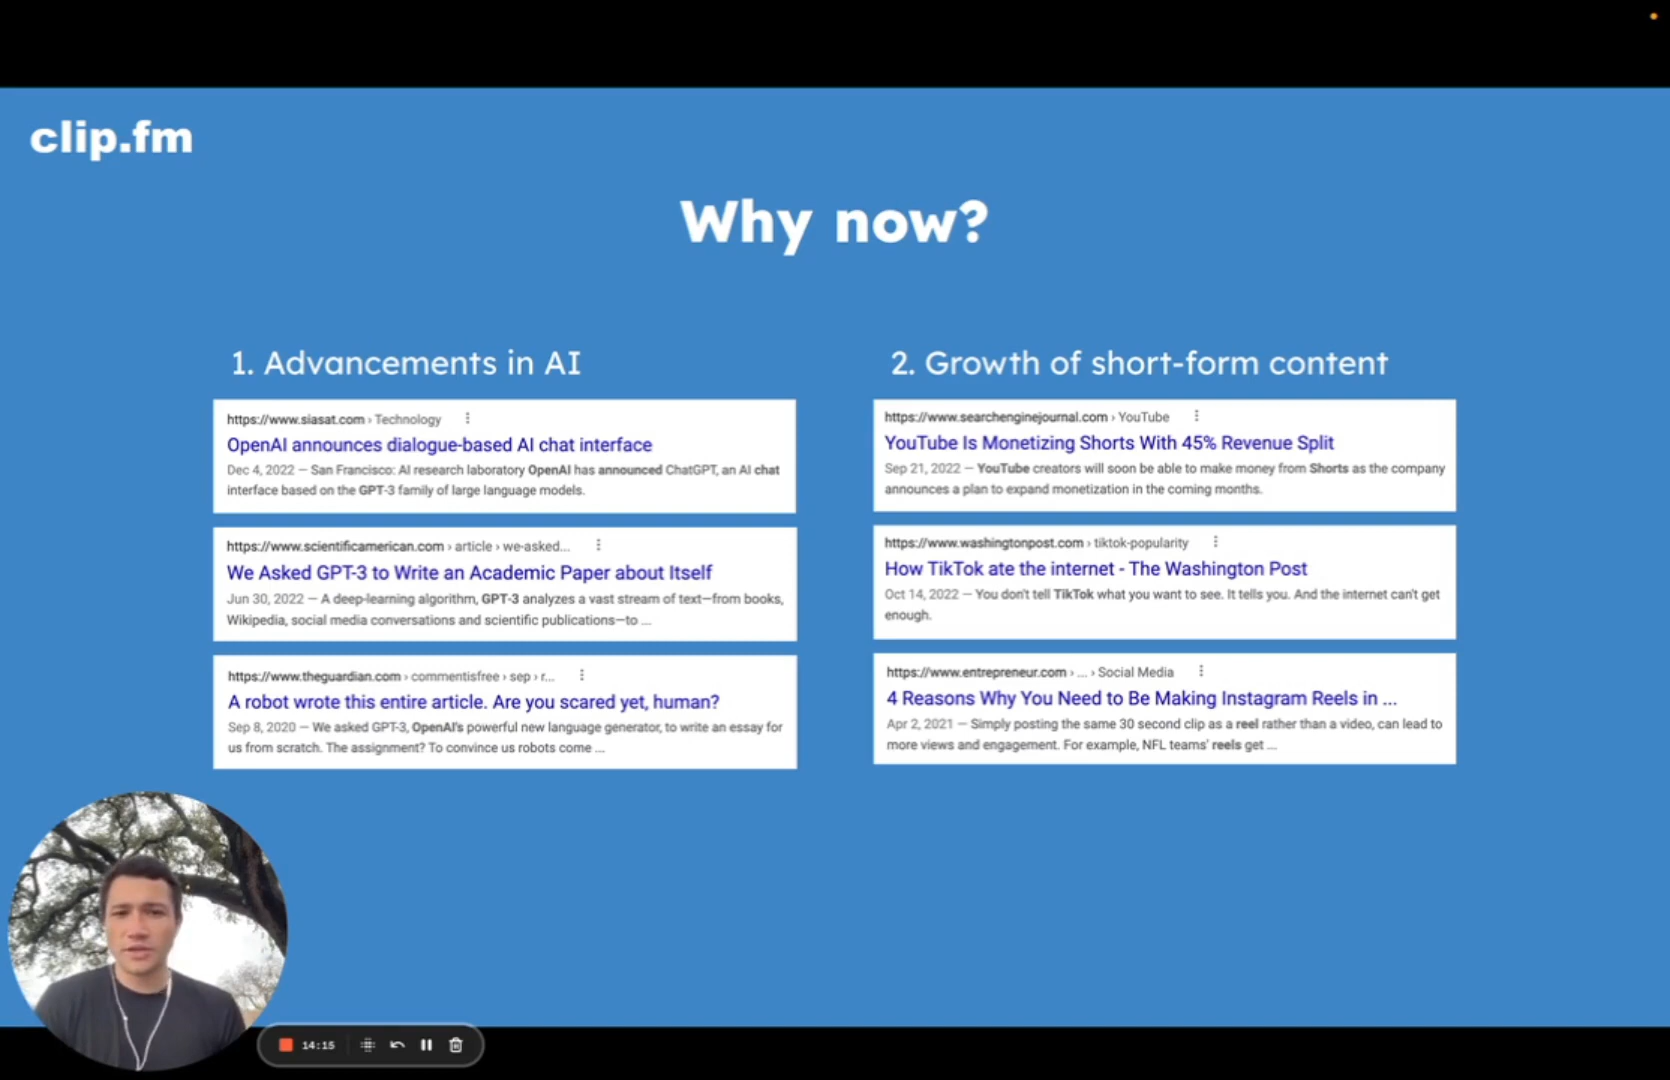 clip.fm
Why now?
1. Advancements in AI
https://www.siasat.com › Technology
OpenAI announces dialogue-based AI chat interface
Dec 4, 2022 — San Francisco: AI research laboratory OpenAI has announced ChatGPT, an AI chat
interface based on the GPT-3 family of large language models.
https://www.scientificamerican.com › article › we-asked...
We Asked GPT-3 to Write an Academic Paper about Itself
Jun 30, 2022 — A deep-learning algorithm, GPT-3 analyzes a vast stream of text—from books,
Wikipedia, social media conversations and scientific publications—to ...
https://www.theguardian.com › commentisfree › sep › r...
A robot wrote this entire article. Are you scared yet, human?
Sep 8, 2020 — We asked GPT-3, OpenAI's powerful new language generator, to write an essay for
us from scratch. The assignment? To convince us robots come ...
2. Growth of short-form content
https://www.searchenginejournal.com › YouTube
YouTube Is Monetizing Shorts With 45% Revenue Split
Sep 21, 2022 — YouTube creators will soon be able to make money from Shorts as the company
announces a plan to expand monetization in the coming months.
https://www.washingtonpost.com › tiktok-popularity
How TikTok ate the internet - The Washington Post
Oct 14, 2022 — You don't tell TikTok what you want to see. It tells you. And the internet can't get
enough.
https://www.entrepreneur.com › ... › Social Media
4 Reasons Why You Need to Be Making Instagram Reels in ...
Apr 2, 2021 — Simply posting the same 30 second clip as a reel rather than a video, can lead to
more views and engagement. For example, NFL teams' reels get ...
14:15